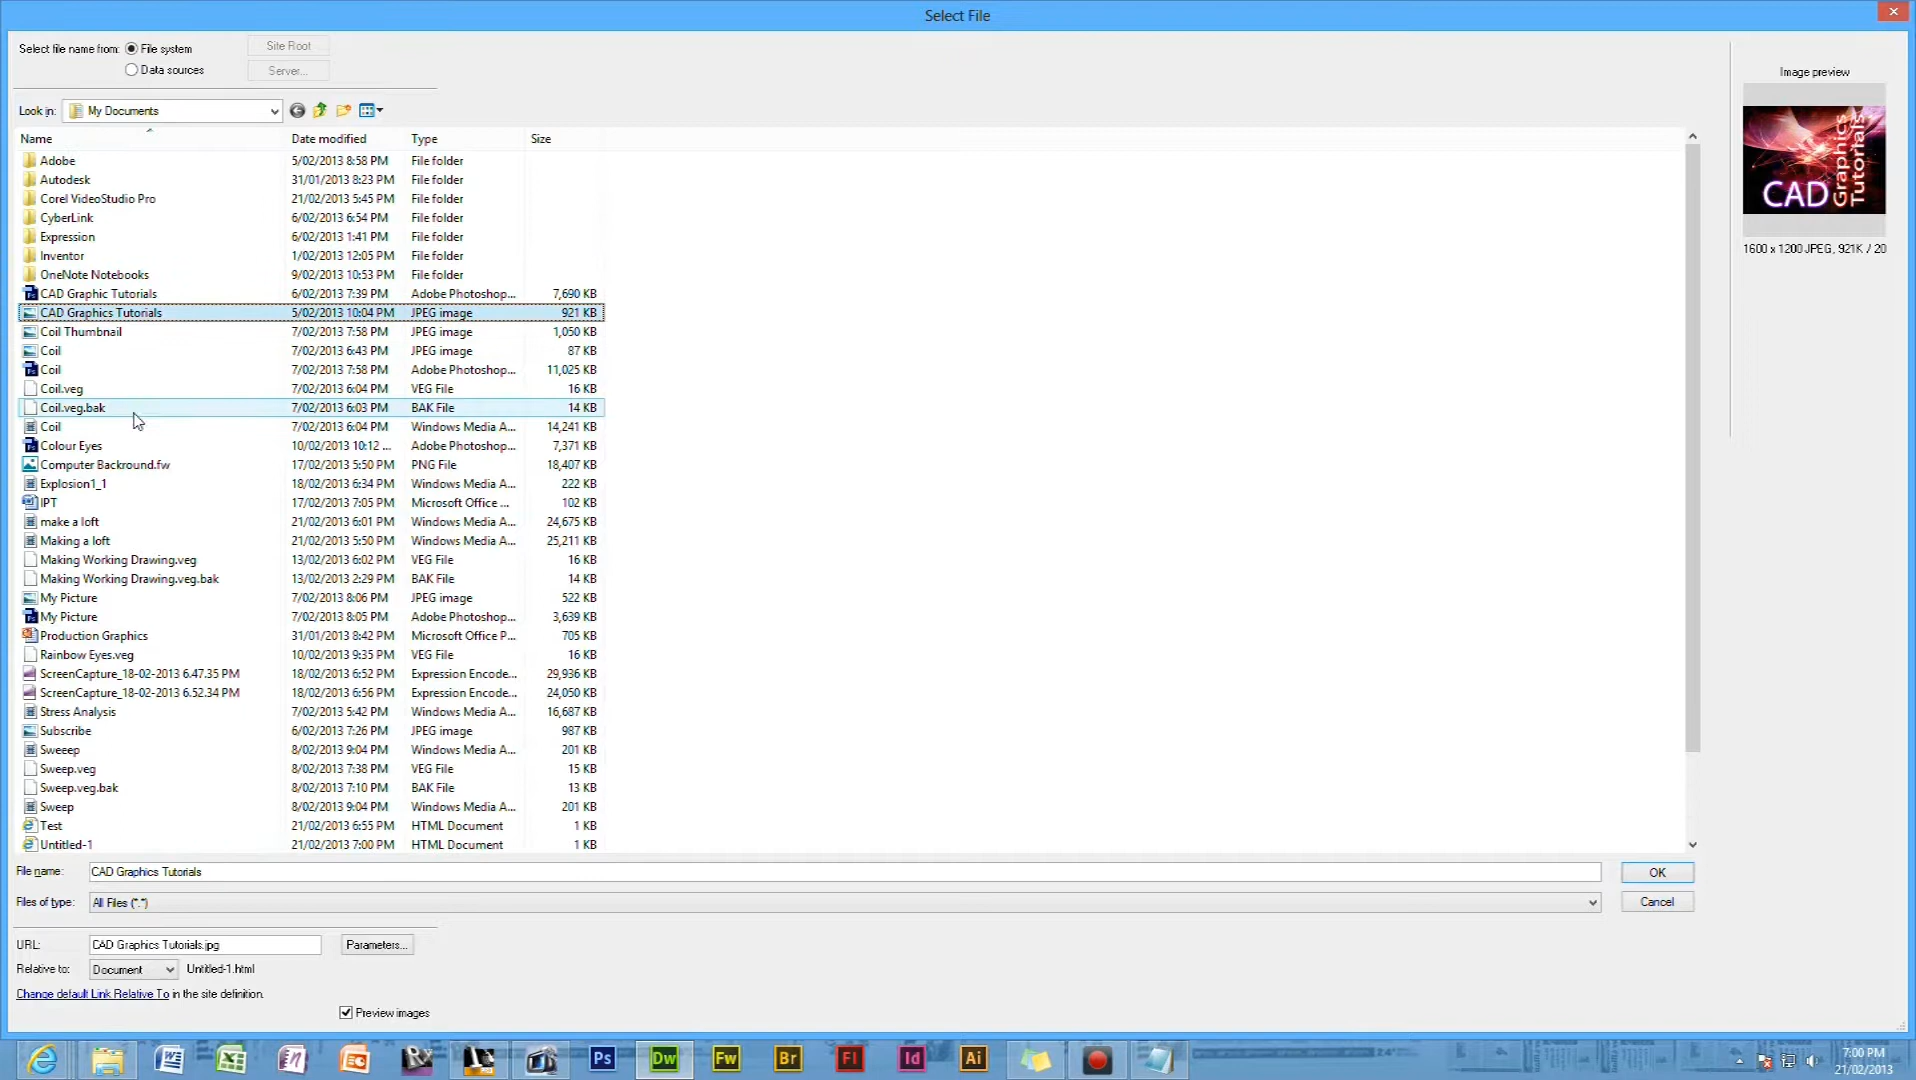 Select File
Select file name from: File system Site Root
Data sources Server...
Look in: My Documents
Name Date modified Type Size
Adobe 5/02/2013 8:58 PM File folder
Autodesk 31/01/2013 8:23 PM File folder
Corel VideoStudio Pro 21/02/2013 5:45 PM File folder
CyberLink 6/02/2013 6:54 PM File folder
Expression 6/02/2013 1:41 PM File folder
Inventor 1/02/2013 12:05 PM File folder
OneNote Notebooks 9/02/2013 10:53 PM File folder
CAD Graphic Tutorials 6/02/2013 7:39 PM Adobe Photoshop... 7,690 KB
CAD Graphics Tutorials 5/02/2013 10:04 PM JPEG image 921 KB
Coil Thumbnail 7/02/2013 7:58 PM JPEG image 1,050 KB
Coil 7/02/2013 6:43 PM JPEG image 87 KB
Coil 7/02/2013 7:58 PM Adobe Photoshop... 11,025 KB
Coil.veg 7/02/2013 6:04 PM VEG File 16 KB
Coil.veg.bak 7/02/2013 6:03 PM BAK File 14 KB
Coil 7/02/2013 6:04 PM Windows Media A... 14,241 KB
Colour Eyes 10/02/2013 10:12 ... Adobe Photoshop... 7,371 KB
Computer Backround.fw 17/02/2013 5:50 PM PNG File 18,407 KB
Explosion1_1 18/02/2013 6:34 PM Windows Media A... 222 KB
IPT 17/02/2013 7:05 PM Microsoft Office ... 102 KB
make a loft 21/02/2013 6:01 PM Windows Media A... 24,675 KB
Making a loft 21/02/2013 5:50 PM Windows Media A... 25,211 KB
Making Working Drawing.veg 13/02/2013 6:02 PM VEG File 16 KB
Making Working Drawing.veg.bak 13/02/2013 2:29 PM BAK File 14 KB
My Picture 7/02/2013 8:06 PM JPEG image 522 KB
My Picture 7/02/2013 8:05 PM Adobe Photoshop... 3,639 KB
Production Graphics 31/01/2013 8:42 PM Microsoft Office P... 705 KB
Rainbow Eyes.veg 10/02/2013 9:35 PM VEG File 16 KB
ScreenCapture_18-02-2013 6.47.35 PM 18/02/2013 6:52 PM Expression Encode... 29,936 KB
ScreenCapture_18-02-2013 6.52.34 PM 18/02/2013 6:56 PM Expression Encode... 24,050 KB
Stress Analysis 7/02/2013 5:42 PM Windows Media A... 16,687 KB
Subscribe 6/02/2013 7:26 PM JPEG image 987 KB
Sweeep 8/02/2013 9:04 PM Windows Media A... 201 KB
Sweep.veg 8/02/2013 7:38 PM VEG File 15 KB
Sweep.veg.bak 8/02/2013 7:10 PM BAK File 13 KB
Sweep 8/02/2013 9:04 PM Windows Media A... 201 KB
Test 21/02/2013 6:55 PM HTML Document 1 KB
Untitled-1 21/02/2013 7:00 PM HTML Document 1 KB
Image preview
CAD Graphics Tutorials
1600 x 1200 JPEG, 921K / 20
File name: CAD Graphics Tutorials OK
Files of type: All Files (*.*) Cancel
URL: CAD Graphics Tutorials.jpg Parameters...
Relative to: Document Untitled-1.html
Change default Link Relative To in the site definition.
Preview images
Ps Dw Fw Br Fl Id Ai
7:00 PM
21/02/2013